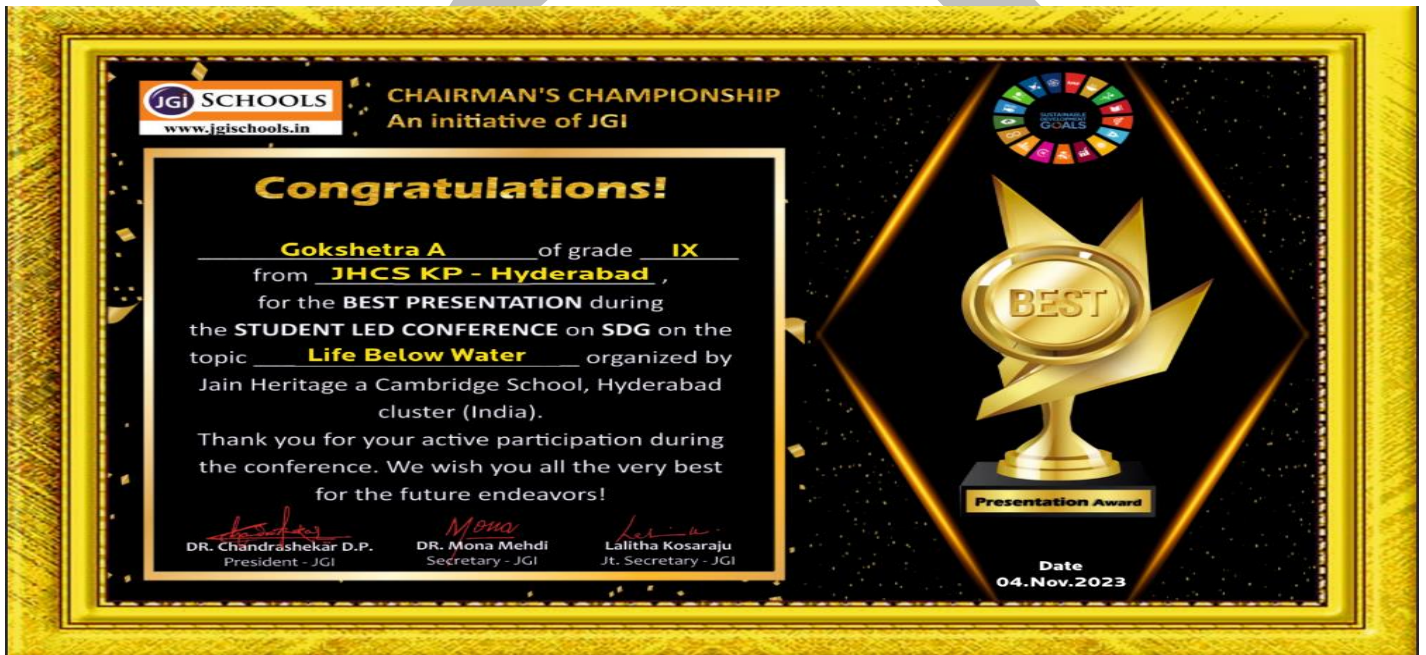 JGi SCHOOLS
www.jgischools.in
CHAIRMAN'S CHAMPIONSHIP
An initiative of JGI
Congratulations!
Gokshetra A of grade IX
from JHCS KP - Hyderabad ,
for the BEST PRESENTATION during
the STUDENT LED CONFERENCE on SDG on the
topic Life Below Water organized by
Jain Heritage a Cambridge School, Hyderabad
cluster (India).
Thank you for your active participation during
the conference. We wish you all the very best
for the future endeavors!
Mona
DR. Chandrashekar D.P.
President - JGI
DR. Mona Mehdi
Secretary - JGI
Lalitha Kosaraju
Jt. Secretary - JGI
SUSTAINABLE
DEVELOPMENT
GOALS
BEST
Presentation Award
Date
04.Nov.2023